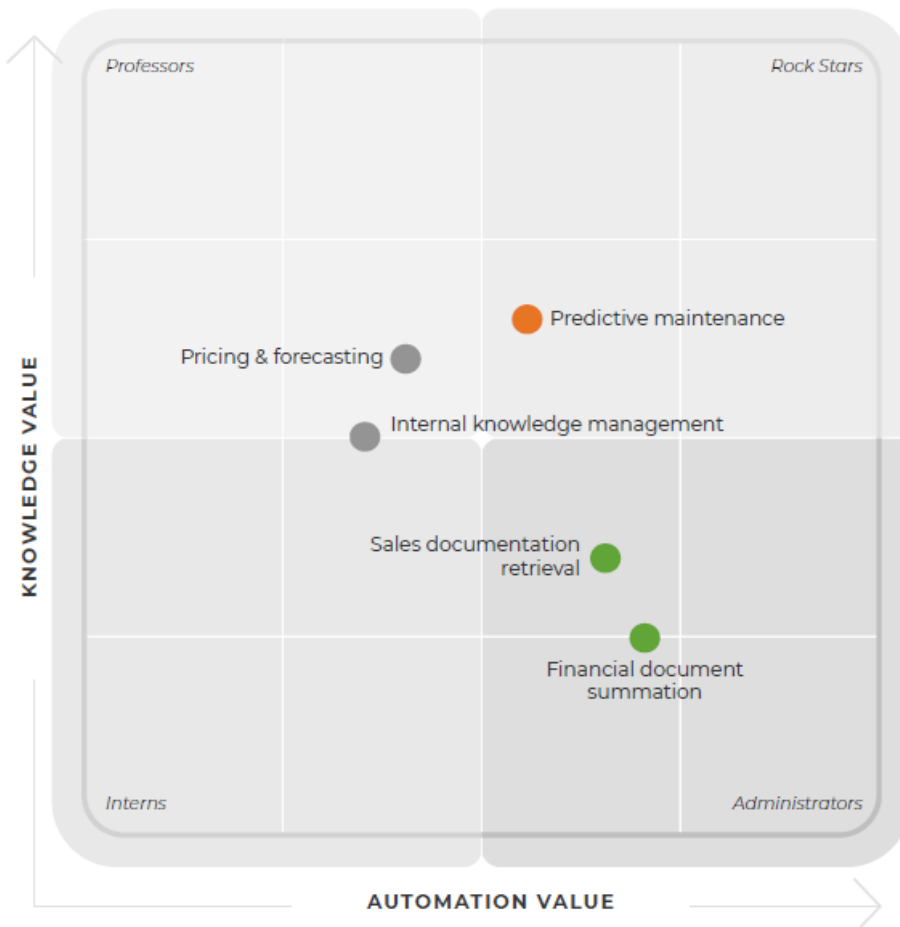 Professors
Rock Stars
Predictive maintenance
Pricing & forecasting
Internal knowledge management
KNOWLEDGE VALUE
Sales documentation
retrieval
Financial document
summation
Interns
Administrators
AUTOMATION VALUE